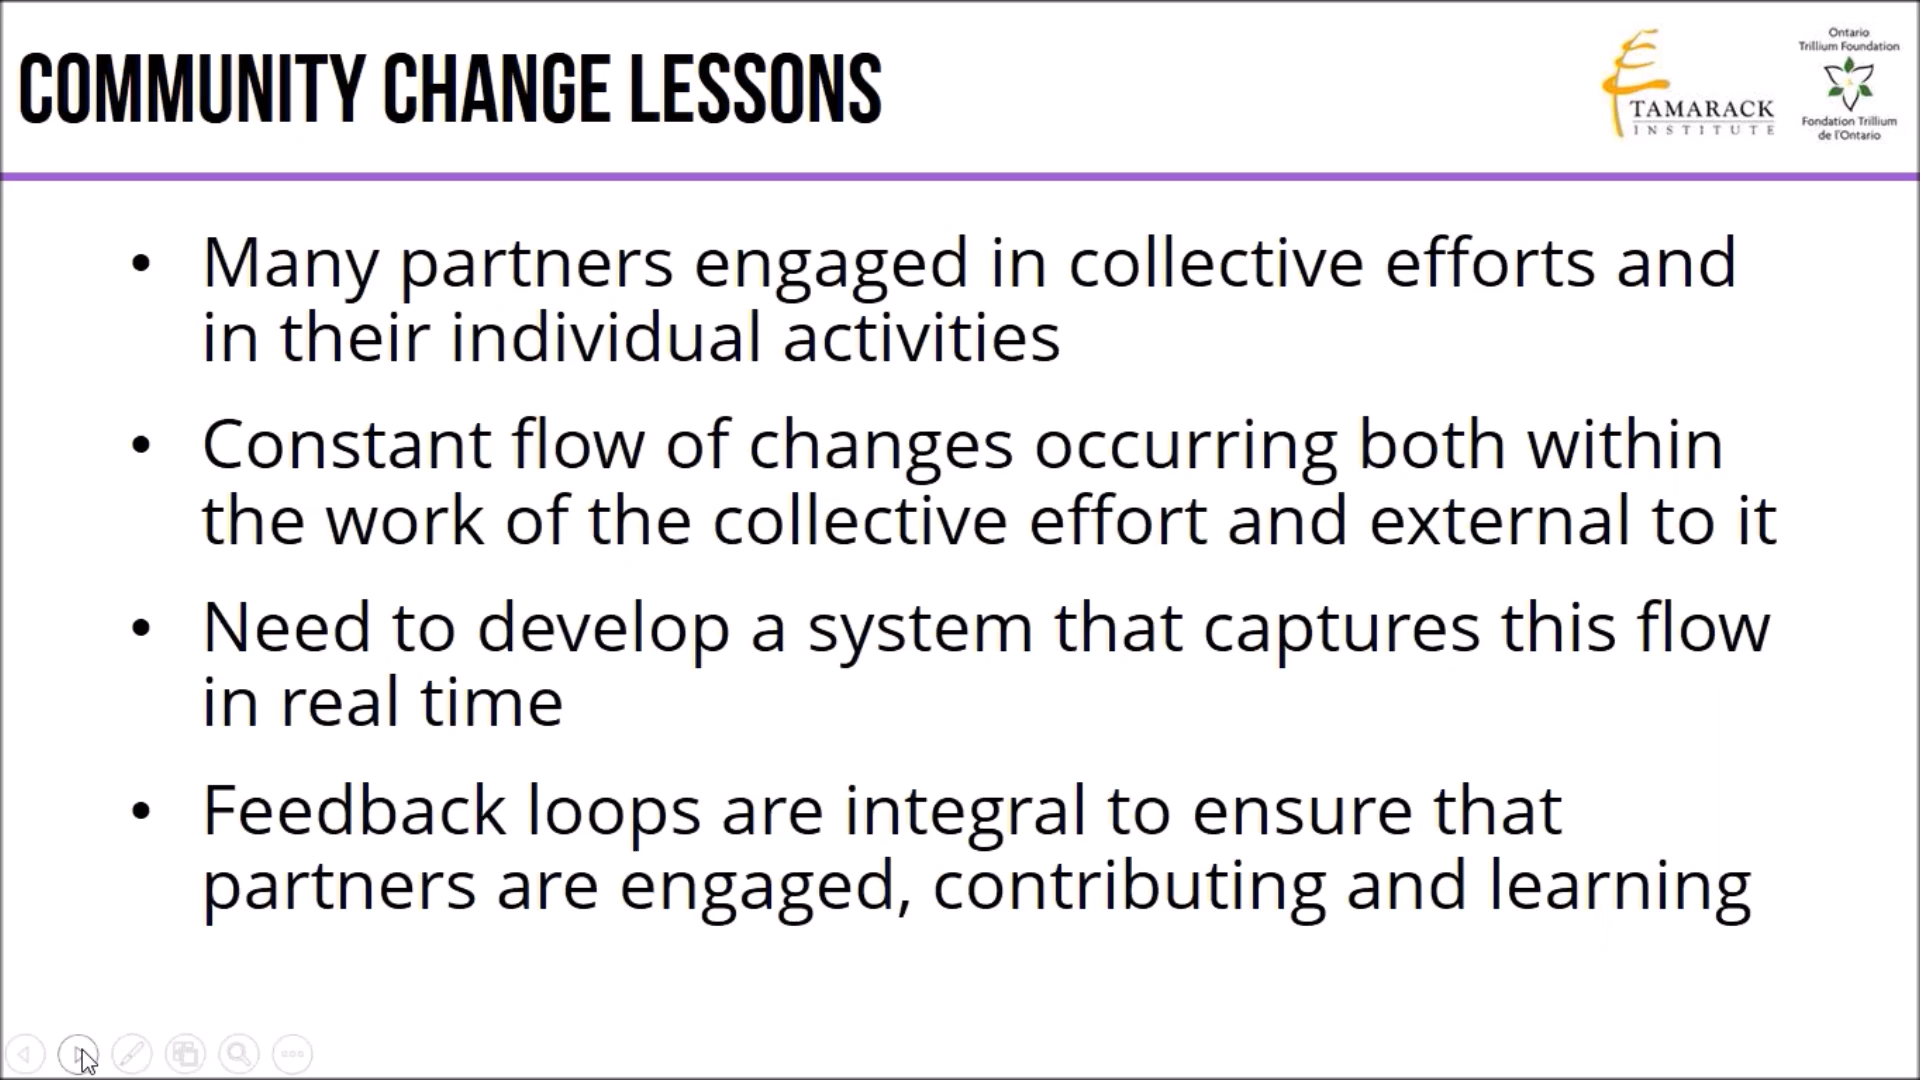 COMMUNITY CHANGE LESSONS
TAMARACK
INSTITUTE
Ontario
Trillium Foundation
Fondation Trillium
de l'Ontario
• Many partners engaged in collective efforts and
in their individual activities
• Constant flow of changes occurring both within
the work of the collective effort and external to it
• Need to develop a system that captures this flow
in real time
• Feedback loops are integral to ensure that
partners are engaged, contributing and learning